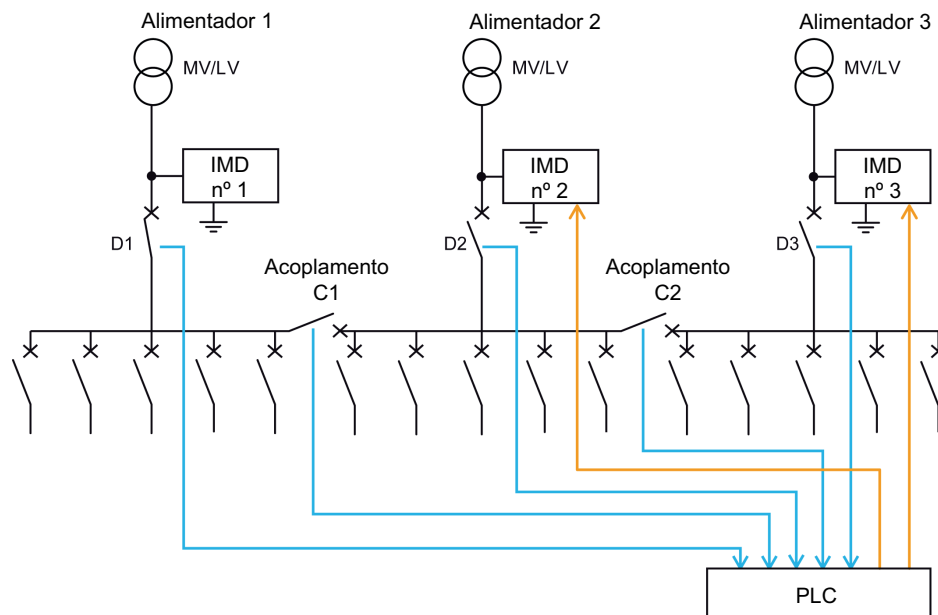 Alimentador 1
Alimentador 2
Alimentador 3
MV/LV
MV/LV
MV/LV
IMD
nº 1
IMD
nº 2
IMD
nº 3
D1
D2
D3
Acoplamento
C1
Acoplamento
C2
PLC